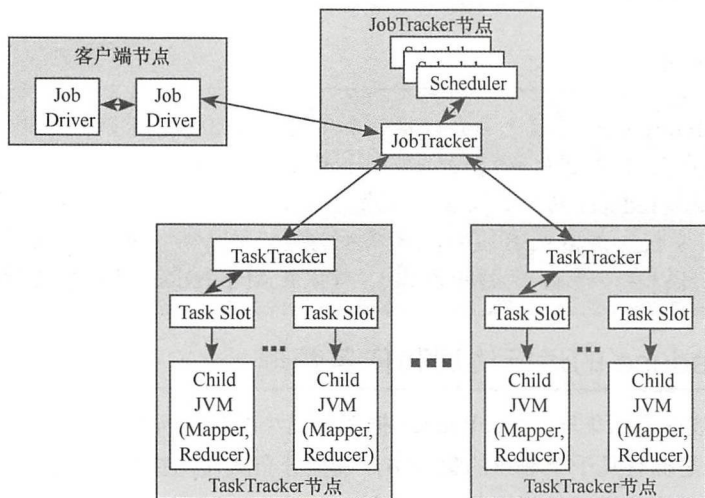 客户端节点
Job
Driver
Job
Driver
JobTracker节点
Scheduler
JobTracker
TaskTracker
Task Slot
Task Slot
Child
JVM
(Mapper,
Reducer)
Child
JVM
(Mapper,
Reducer)
TaskTracker节点
TaskTracker
Task Slot
Task Slot
Child
JVM
(Mapper,
Reducer)
Child
JVM
(Mapper,
Reducer)
TaskTracker节点